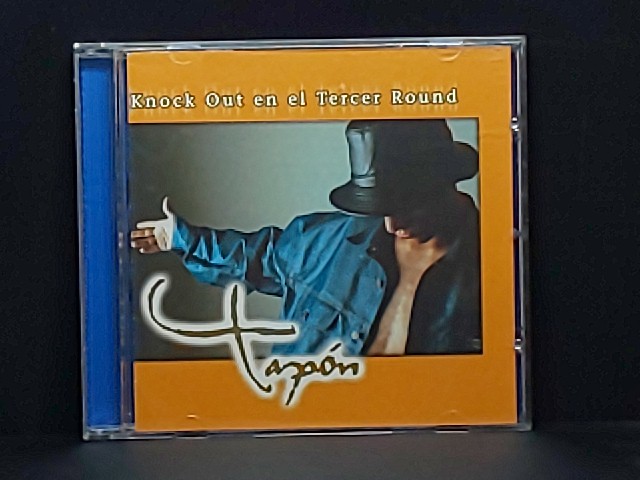 Knock Out en el Tercer Round
Tapón